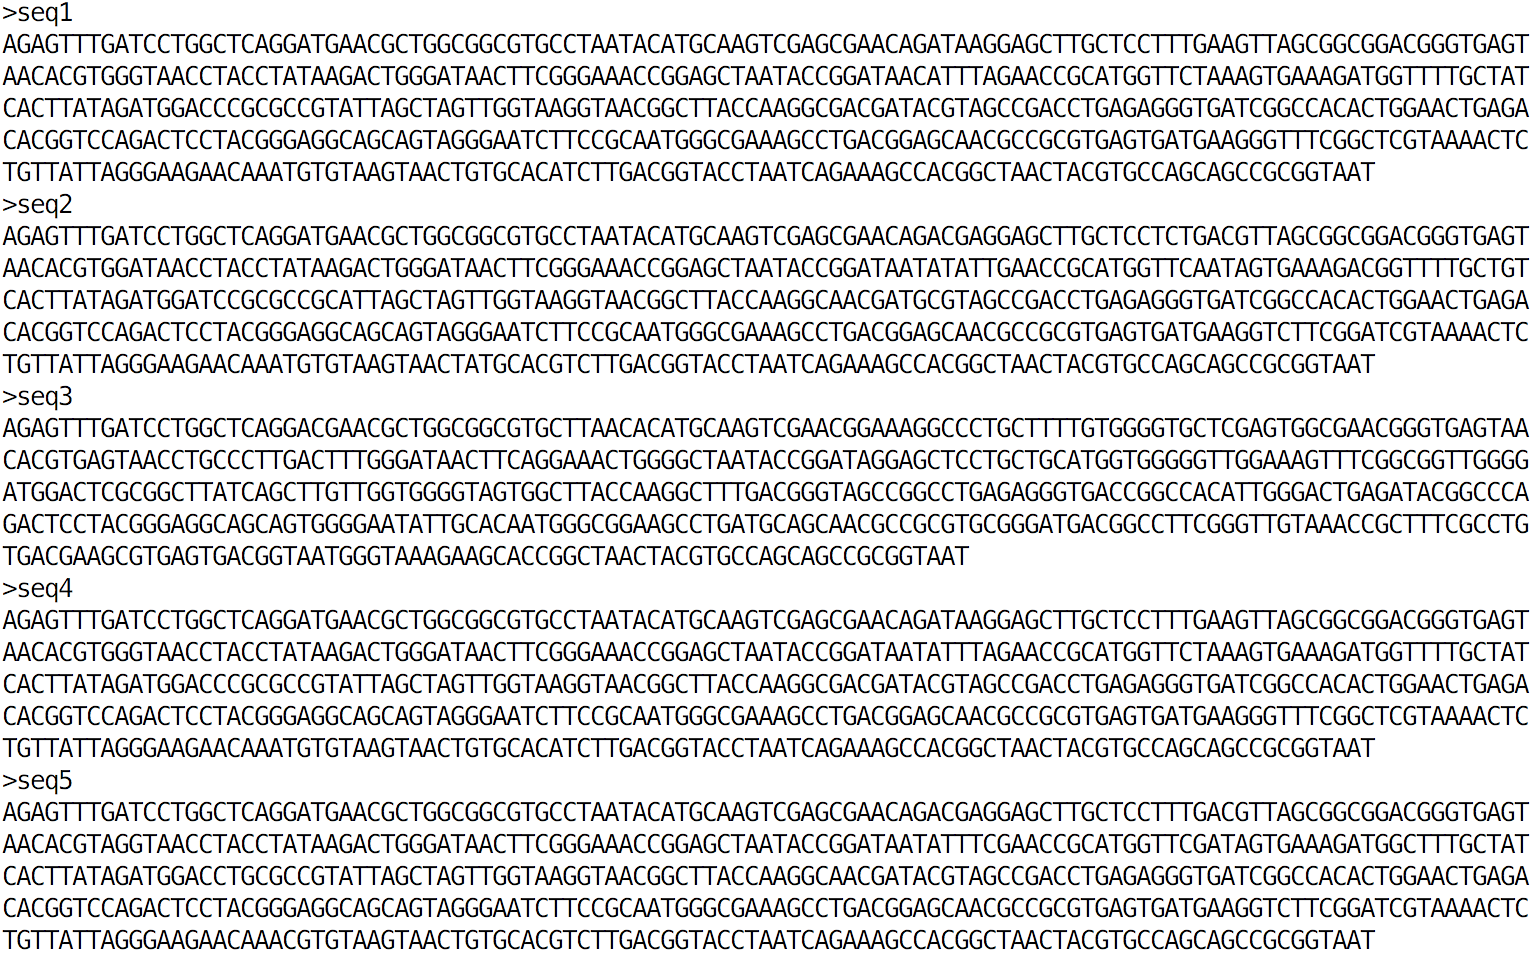 >seq1
AGAGTTTGATCCTGGCTCAGGATGAACGCTGGCGGCGTGCCTAATACATGCAAGTCGAGCGAACAGATAAGGAGCTTGCTCCTTTGAAGTTAGCGGCGGACGGGTGAGT
AACACGTGGGTAACCTACCTATAAGACTGGGATAACTTCGGGAAACCGGAGCTAATACCGGATAACATTTAGAACCGCATGGTTCTAAAGTGAAAGATGGTTTTGCTAT
CACTTATAGATGGACCCGCGCCGTATTAGCTAGTTGGTAAGGTAACGGCTTACCAAGGCGACGATACGTAGCCGACCTGAGAGGGTGATCGGCCACACTGGAACTGAGA
CACGGTCCAGACTCCTACGGGAGGCAGCAGTAGGGAATCTTCCGCAATGGGCGAAAGCCTGACGGAGCAACGCCGCGTGAGTGATGAAGGGTTTCGGCTCGTAAAACTC
TGTTATTAGGGAAGAACAAATGTGTAAGTAACTGTGCACATCTTGACGGTACCTAATCAGAAAGCCACGGCTAACTACGTGCCAGCAGCCGCGGTAAT
>seq2
AGAGTTTGATCCTGGCTCAGGATGAACGCTGGCGGCGTGCCTAATACATGCAAGTCGAGCGAACAGACGAGGAGCTTGCTCCTCTGACGTTAGCGGCGGACGGGTGAGT
AACACGTGGATAACCTACCTATAAGACTGGGATAACTTCGGGAAACCGGAGCTAATACCGGATAATATATTGAACCGCATGGTTCAATAGTGAAAGACGGTTTTGCTGT
CACTTATAGATGGATCCGCGCCGCATTAGCTAGTTGGTAAGGTAACGGCTTACCAAGGCAACGATGCGTAGCCGACCTGAGAGGGTGATCGGCCACACTGGAACTGAGA
CACGGTCCAGACTCCTACGGGAGGCAGCAGTAGGGAATCTTCCGCAATGGGCGAAAGCCTGACGGAGCAACGCCGCGTGAGTGATGAAGGTCTTCGGATCGTAAAACTC
TGTTATTAGGGAAGAACAAATGTGTAAGTAACTATGCACGTCTTGACGGTACCTAATCAGAAAGCCACGGCTAACTACGTGCCAGCAGCCGCGGTAAT
>seq3
AGAGTTTGATCCTGGCTCAGGACGAACGCTGGCGGCGTGCTTAACACATGCAAGTCGAACGGAAAGGCCCTGCTTTTGTGGGGTGCTCGAGTGGCGAACGGGTGAGTAA
CACGTGAGTAACCTGCCCTTGACTTTGGGATAACTTCAGGAAACTGGGGCTAATACCGGATAGGAGCTCCTGCTGCATGGTGGGGGTTGGAAAGTTTCGGCGGTTGGGG
ATGGACTCGCGGCTTATCAGCTTGTTGGTGGGGTAGTGGCTTACCAAGGCTTTGACGGGTAGCCGGCCTGAGAGGGTGACCGGCCACATTGGGACTGAGATACGGCCCA
GACTCCTACGGGAGGCAGCAGTGGGGAATATTGCACAATGGGCGGAAGCCTGATGCAGCAACGCCGCGTGCGGGATGACGGCCTTCGGGTTGTAAACCGCTTTCGCCTG
TGACGAAGCGTGAGTGACGGTAATGGGTAAAGAAGCACCGGCTAACTACGTGCCAGCAGCCGCGGTAAT
>seq4
AGAGTTTGATCCTGGCTCAGGATGAACGCTGGCGGCGTGCCTAATACATGCAAGTCGAGCGAACAGATAAGGAGCTTGCTCCTTTGAAGTTAGCGGCGGACGGGTGAGT
AACACGTGGGTAACCTACCTATAAGACTGGGATAACTTCGGGAAACCGGAGCTAATACCGGATAATATTTAGAACCGCATGGTTCTAAAGTGAAAGATGGTTTTGCTAT
CACTTATAGATGGACCCGCGCCGTATTAGCTAGTTGGTAAGGTAACGGCTTACCAAGGCGACGATACGTAGCCGACCTGAGAGGGTGATCGGCCACACTGGAACTGAGA
CACGGTCCAGACTCCTACGGGAGGCAGCAGTAGGGAATCTTCCGCAATGGGCGAAAGCCTGACGGAGCAACGCCGCGTGAGTGATGAAGGGTTTCGGCTCGTAAAACTC
TGTTATTAGGGAAGAACAAATGTGTAAGTAACTGTGCACATCTTGACGGTACCTAATCAGAAAGCCACGGCTAACTACGTGCCAGCAGCCGCGGTAAT
>seq5
AGAGTTTGATCCTGGCTCAGGATGAACGCTGGCGGCGTGCCTAATACATGCAAGTCGAGCGAACAGACGAGGAGCTTGCTCCTTTGACGTTAGCGGCGGACGGGTGAGT
AACACGTAGGTAACCTACCTATAAGACTGGGATAACTTCGGGAAACCGGAGCTAATACCGGATAATATTTCGAACCGCATGGTTCGATAGTGAAAGATGGCTTTGCTAT
CACTTATAGATGGACCTGCGCCGTATTAGCTAGTTGGTAAGGTAACGGCTTACCAAGGCAACGATACGTAGCCGACCTGAGAGGGTGATCGGCCACACTGGAACTGAGA
CACGGTCCAGACTCCTACGGGAGGCAGCAGTAGGGAATCTTCCGCAATGGGCGAAAGCCTGACGGAGCAACGCCGCGTGAGTGATGAAGGTCTTCGGATCGTAAAACTC
TGTTATTAGGGAAGAACAAACGTGTAAGTAACTGTGCACGTCTTGACGGTACCTAATCAGAAAGCCACGGCTAACTACGTGCCAGCAGCCGCGGTAAT